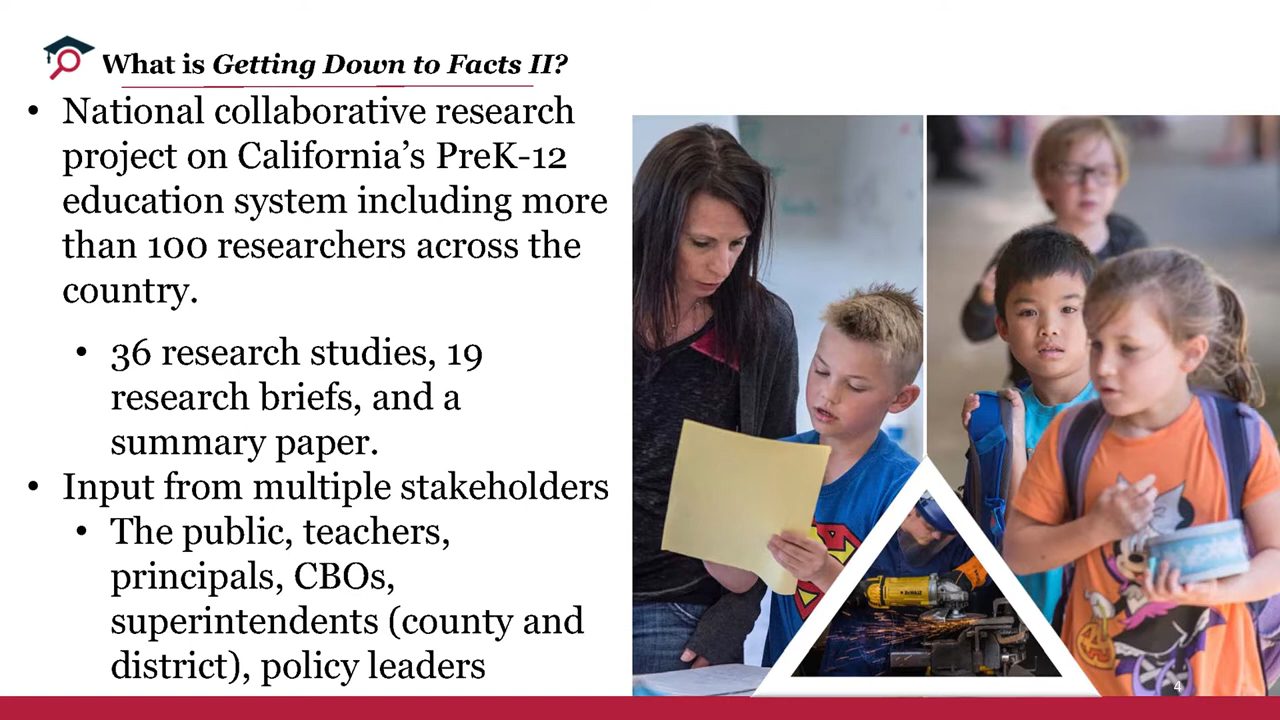 What is Getting Down to Facts II?
• National collaborative research
project on California’s PreK-12
education system including more
than 100 researchers across the
country.
• 36 research studies, 19
research briefs, and a
summary paper.
• Input from multiple stakeholders
• The public, teachers,
principals, CBOs,
superintendents (county and
district), policy leaders
DEWALT
4